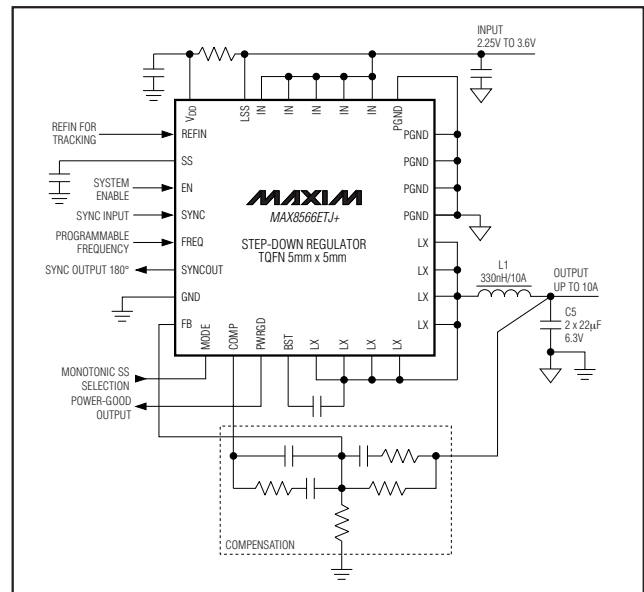 INPUT
2.25V TO 3.6V
VDD
LSS
IN
IN
IN
IN
IN
PGND
REFIN FOR
TRACKING
REFIN
PGND
SS
PGND
SYSTEM
ENABLE
EN
PGND
SYNC INPUT
SYNC
PGND
MAXIM
MAX8566ETJ+
PROGRAMMABLE
FREQUENCY
FREQ
STEP-DOWN REGULATOR
TQFN 5mm x 5mm
LX
SYNC OUTPUT 180°
SYNCOUT
LX
GND
LX
FB
LX
L1
330nH/10A
OUTPUT
UP TO 10A
C5
2 x 22µF
6.3V
MODE
COMP
PWRGD
BST
LX
LX
LX
LX
MONOTONIC SS
SELECTION
POWER-GOOD
OUTPUT
COMPENSATION